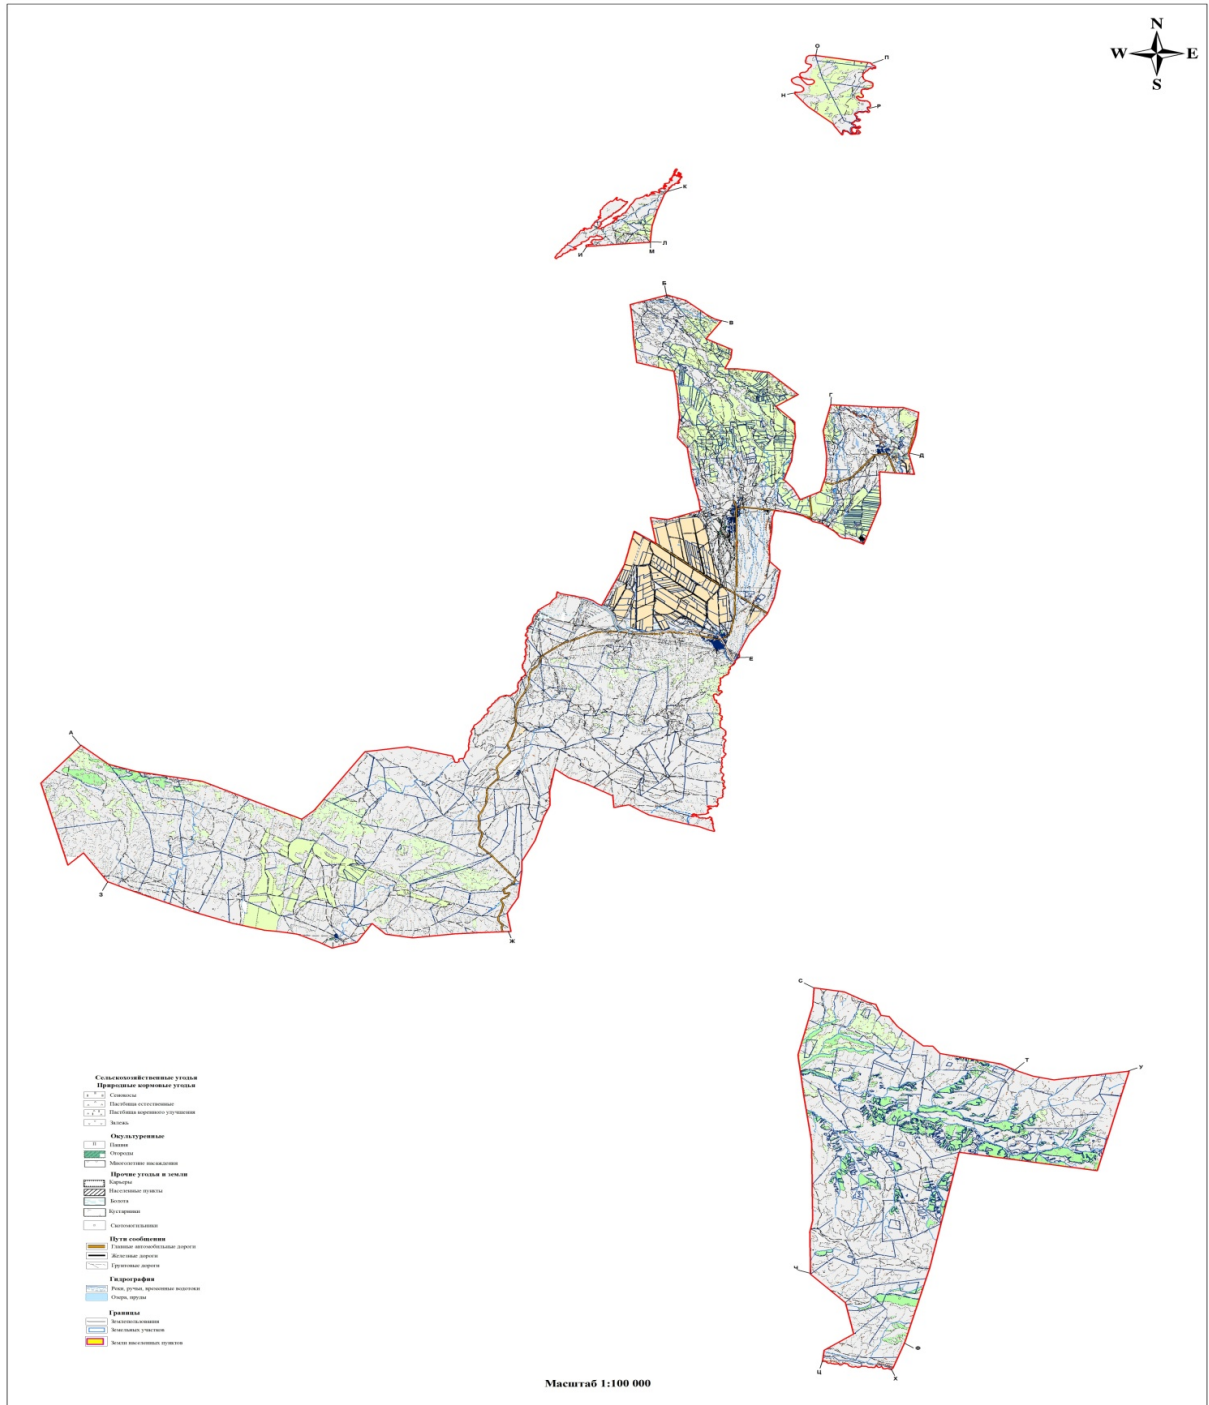 N
W E
S
О
П
Н
Р
К
Л
М
И
Б
В
Г
Д
Е
А
З
Ж
С
Т
У
Ч
Ф
Ц
Х
Сельскохозяйственные угодья
Природные кормовые угодья
Сенокосы
Пастбища естественные
Пастбища коренного улучшения
Залежь
Окультуренные
Пашня
Огороды
Многолетние насаждения
Прочие угодья и земли
Карьеры
Населенные пункты
Болота
Кустарники
Скотомогильники
Пути сообщения
Главные автомобильные дороги
Железные дороги
Грунтовые дороги
Гидрография
Реки, ручьи, временные водотоки
Озера, пруды
Границы
Землепользования
Земельных участков
Земли населенных пунктов
Масштаб 1:100 000